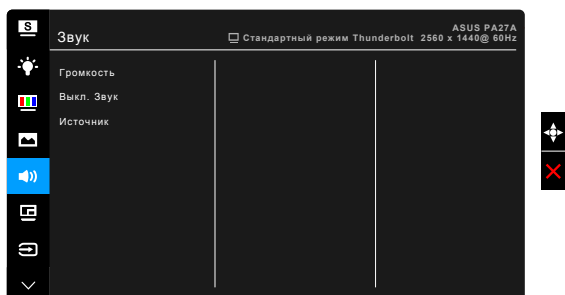 S
ASUS PA27A
Звук
Стандартный режим Thunderbolt 2560 x 1440@ 60Hz
Громкость
Выкл. Звук
Источник